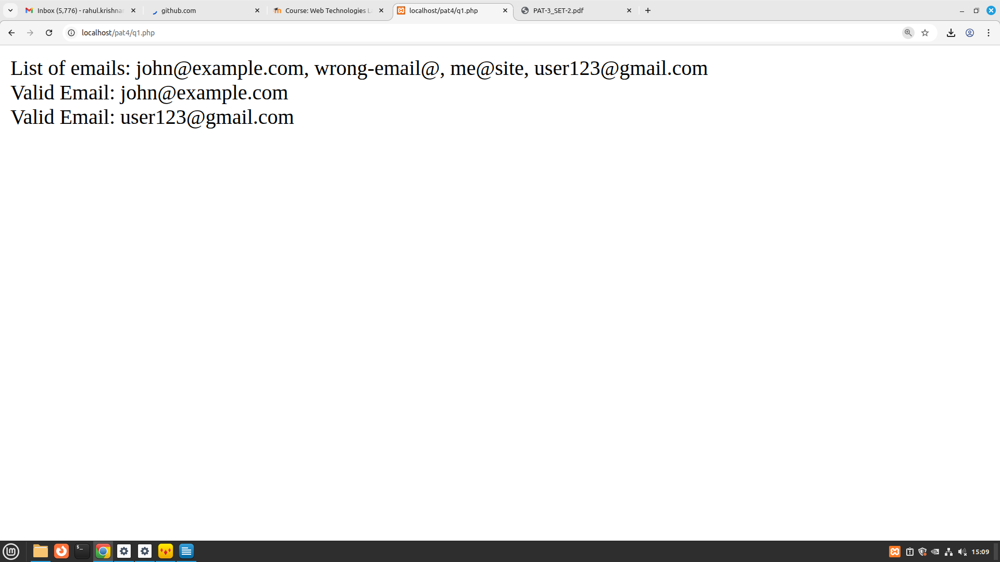 Inbox (5,776) - rahul.krishna
github.com
Course: Web Technologies L
localhost/pat4/q1.php
PAT-3_SET-2.pdf
localhost/pat4/q1.php
List of emails: john@example.com, wrong-email@, me@site, user123@gmail.com
Valid Email: john@example.com
Valid Email: user123@gmail.com
15:09